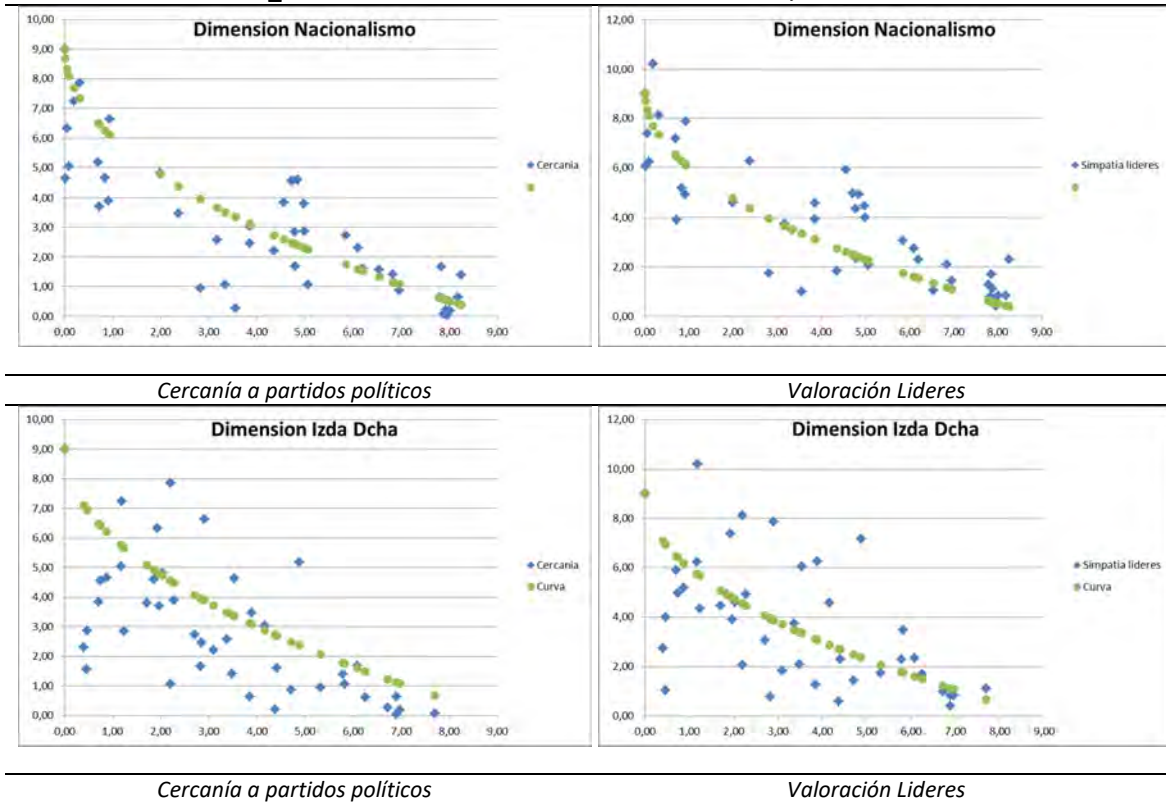 Dimension Nacionalismo
10,00
9,00
8,00
7,00
6,00
5,00
4,00
3,00
2,00
1,00
0,00
0,00 1,00 2,00 3,00 4,00 5,00 6,00 7,00 8,00 9,00
Cercania
Dimension Nacionalismo
12,00
10,00
8,00
6,00
4,00
2,00
0,00
0,00 1,00 2,00 3,00 4,00 5,00 6,00 7,00 8,00 9,00
Simpatia lideres
Cercanía a partidos políticos
Valoración Lideres
Dimension Izda Dcha
10,00
9,00
8,00
7,00
6,00
5,00
4,00
3,00
2,00
1,00
0,00
0,00 1,00 2,00 3,00 4,00 5,00 6,00 7,00 8,00 9,00
Cercania
Curva
Dimension Izda Dcha
12,00
10,00
8,00
6,00
4,00
2,00
0,00
0,00 1,00 2,00 3,00 4,00 5,00 6,00 7,00 8,00 9,00
Simpatia lideres
Curva
Cercanía a partidos políticos
Valoración Lideres